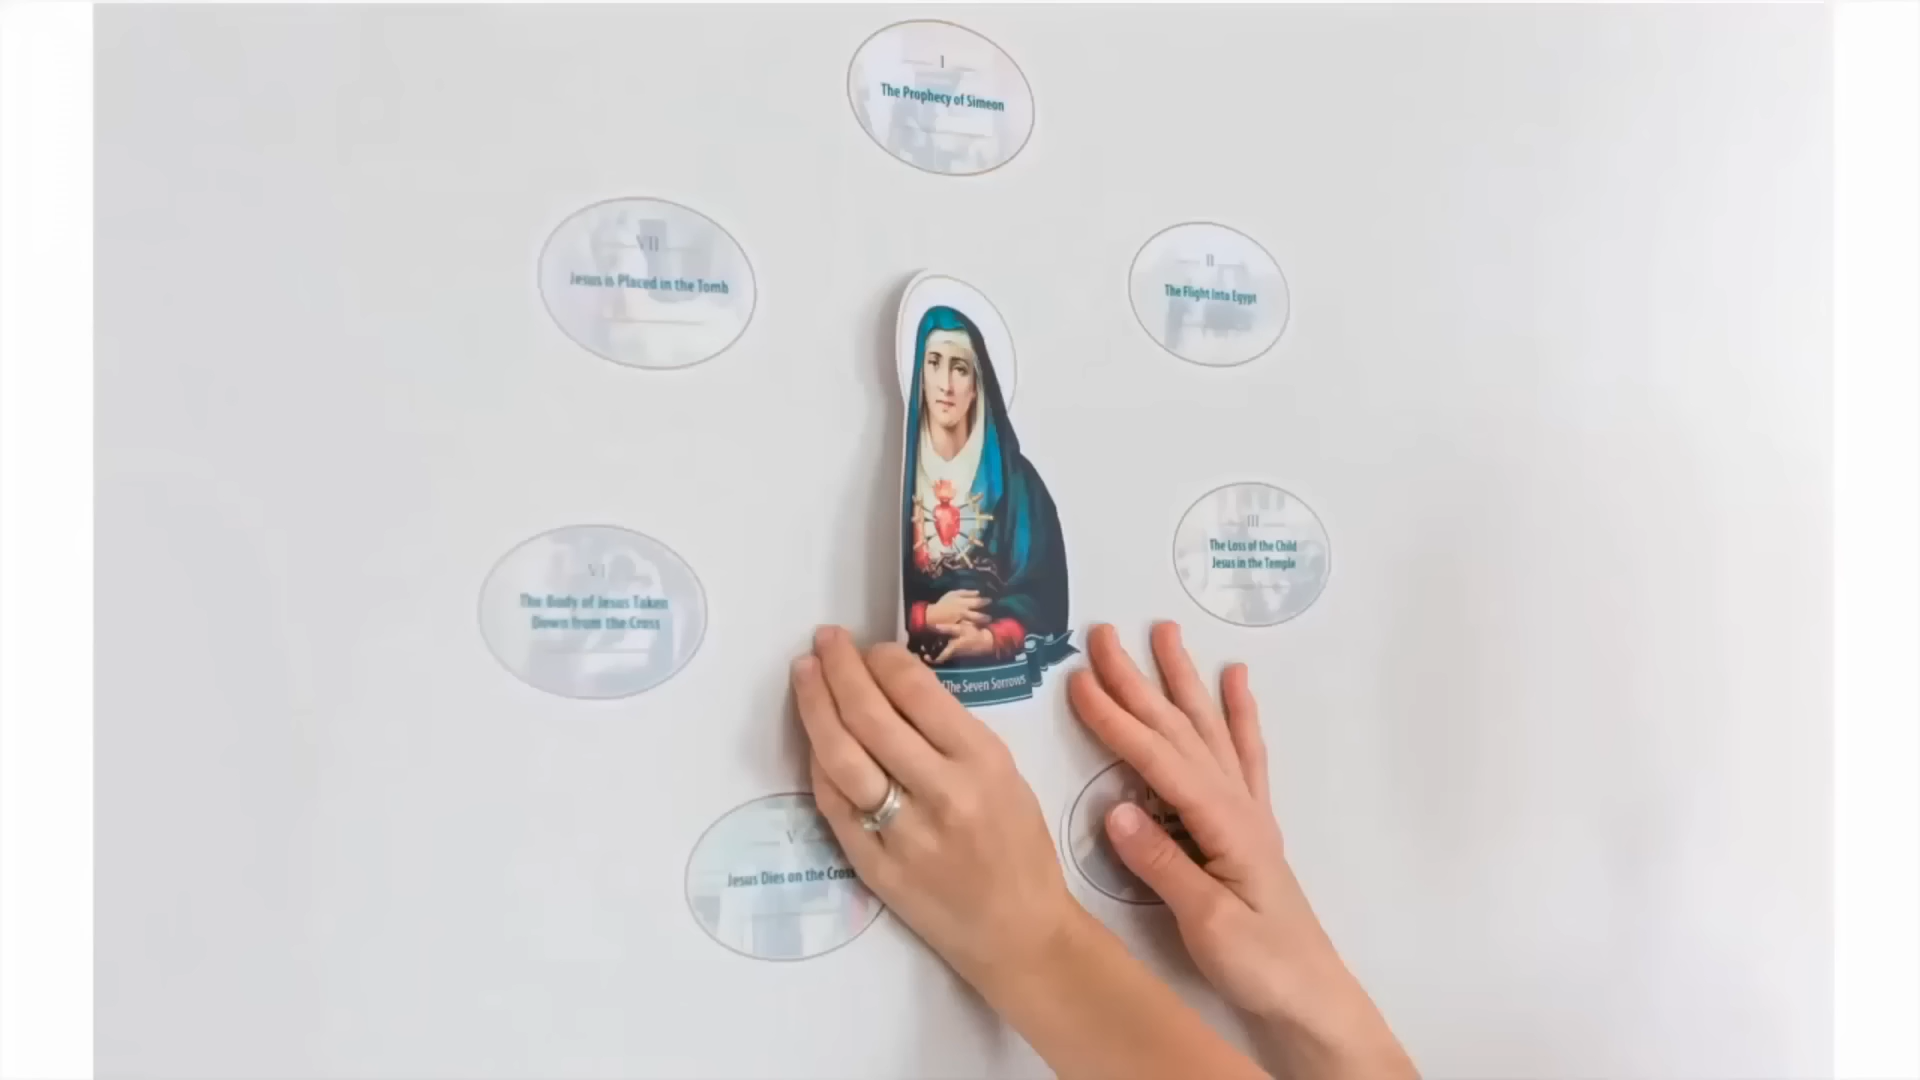 I
The Prophecy of Simeon
II
The Flight Into Egypt
III
The Loss of the Child
Jesus in the Temple
V
Jesus Dies on the Cross
VI
The Body of Jesus Taken
Down from the Cross
VII
Jesus is Placed in the Tomb
The Seven Sorrows